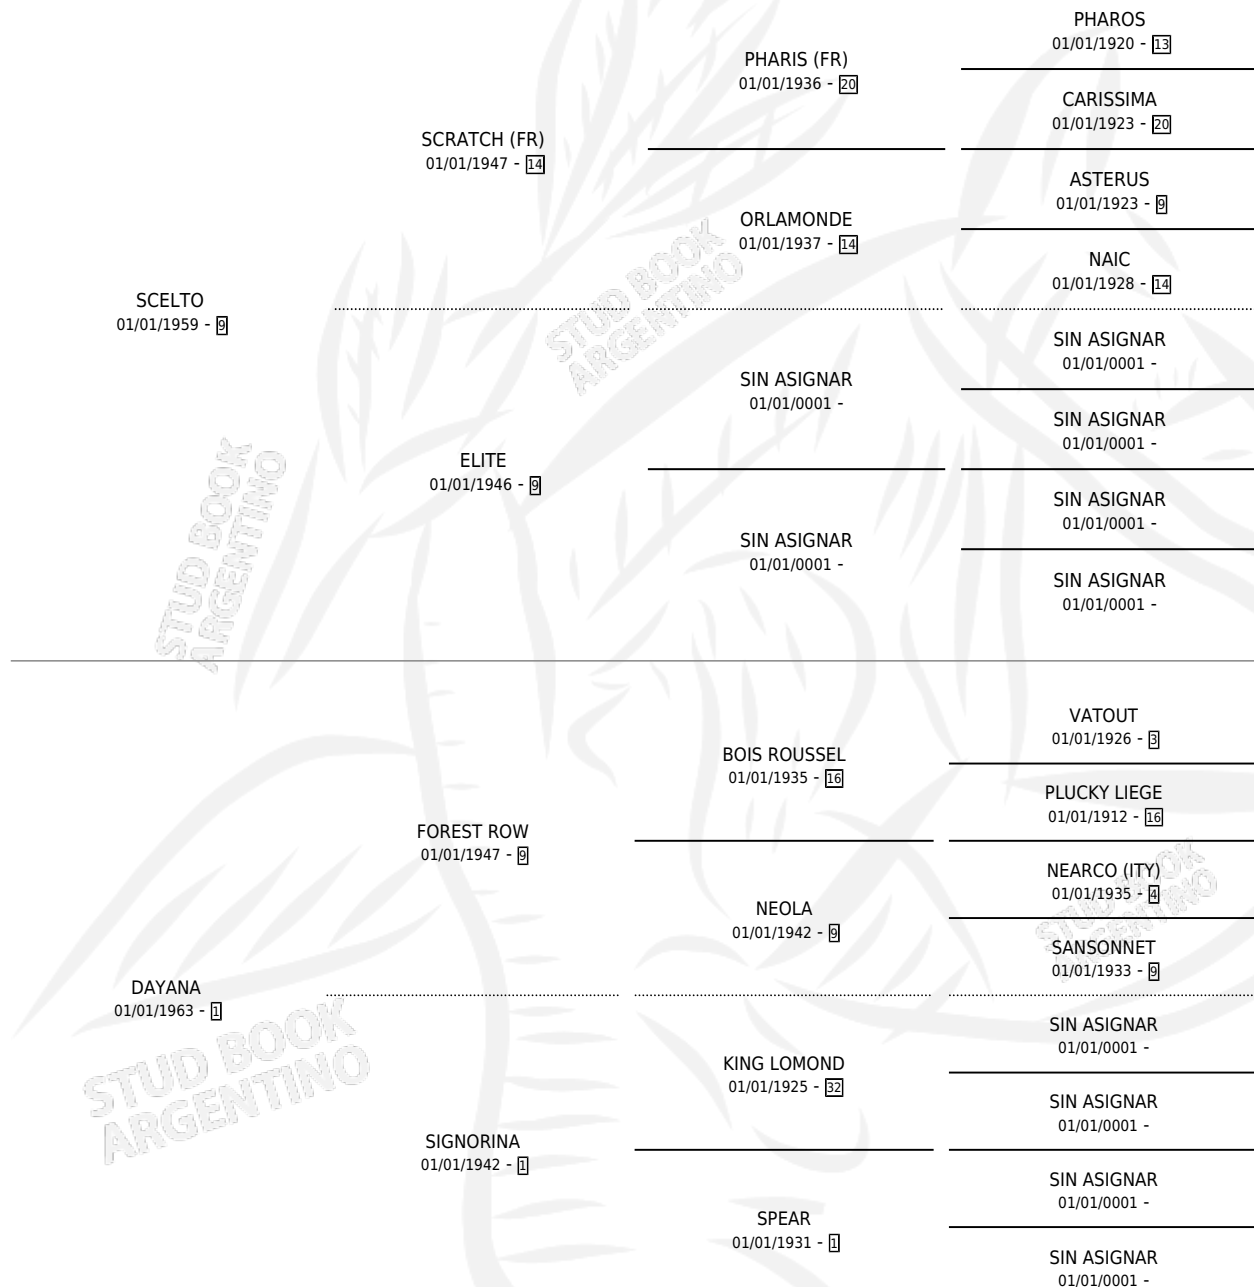 PHAROS
01/01/1920 - 13
PHARIS (FR)
01/01/1936 - 20
CARISSIMA
01/01/1923 - 20
SCRATCH (FR)
01/01/1947 - 14
ASTERUS
01/01/1923 - 9
ORLAMONDE
01/01/1937 - 14
NAIC
01/01/1928 - 14
SCELTO
01/01/1959 - 9
SIN ASIGNAR
01/01/0001 -
SIN ASIGNAR
01/01/0001 -
SIN ASIGNAR
01/01/0001 -
ELITE
01/01/1946 - 9
SIN ASIGNAR
01/01/0001 -
SIN ASIGNAR
01/01/0001 -
SIN ASIGNAR
01/01/0001 -
STUD BOOK
ARGENTINO
STUD BOOK
ARGENTINO
VATOUT
01/01/1926 - 3
BOIS ROUSSEL
01/01/1935 - 16
PLUCKY LIEGE
01/01/1912 - 16
FOREST ROW
01/01/1947 - 9
NEARCO (ITY)
01/01/1935 - 4
NEOLA
01/01/1942 - 9
SANSONNET
01/01/1933 - 9
STUD BOOK
ARGENTINO
DAYANA
01/01/1963 - 1
SIN ASIGNAR
01/01/0001 -
KING LOMOND
01/01/1925 - 32
SIN ASIGNAR
01/01/0001 -
STUD BOOK
ARGENTINO
SIGNORINA
01/01/1942 - 1
SIN ASIGNAR
01/01/0001 -
SPEAR
01/01/1931 - 1
SIN ASIGNAR
01/01/0001 -